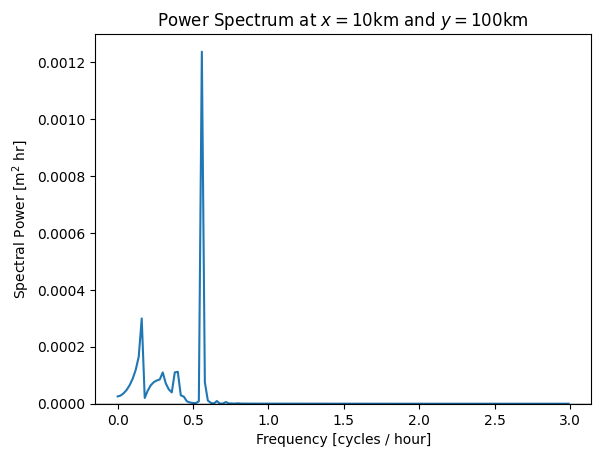 Power Spectrum at x = 10km and y = 100km
0.0012
0.0010
0.0008
0.0006
0.0004
0.0002
0.0000
Spectral Power [m² hr]
0.0 0.5 1.0 1.5 2.0 2.5 3.0
Frequency [cycles / hour]